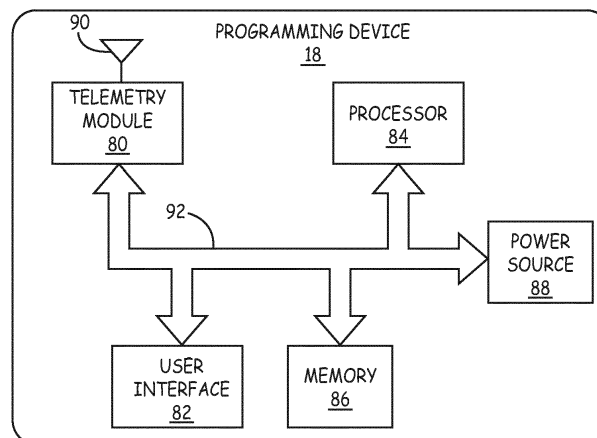 90
PROGRAMMING DEVICE
18
TELEMETRY
MODULE
80
PROCESSOR
84
92
POWER
SOURCE
88
USER
INTERFACE
82
MEMORY
86